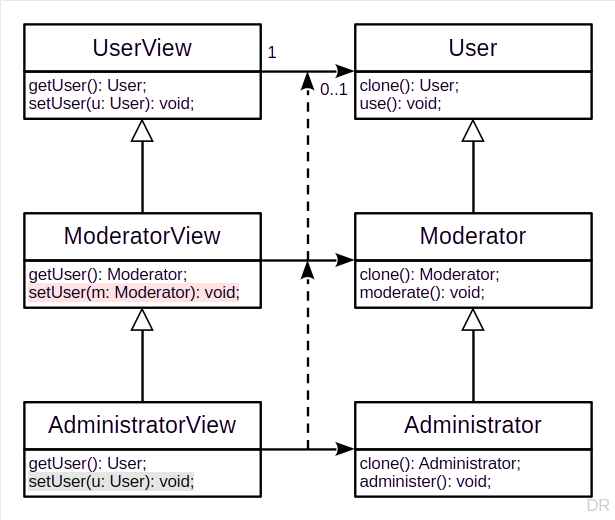 UserView
1
User
getUser(): User;
setUser(u: User): void;
0..1
clone(): User;
use(): void;
ModeratorView
Moderator
getUser(): Moderator;
setUser(m: Moderator): void;
clone(): Moderator;
moderate(): void;
AdministratorView
Administrator
getUser(): User;
setUser(u: User): void;
clone(): Administrator;
administer(): void;
DR